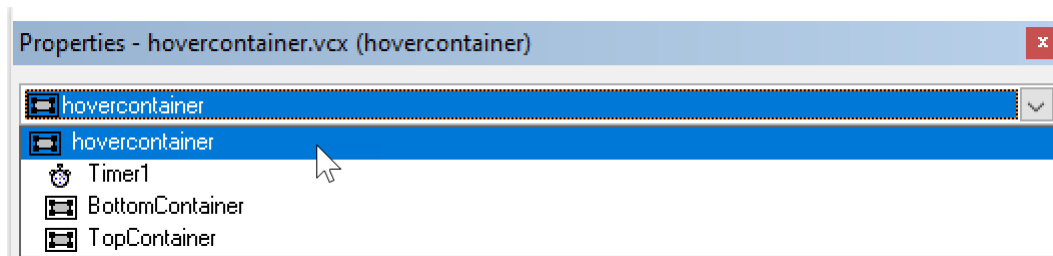 Properties - hovercontainer.vcx (hovercontainer)
hovercontainer
hovercontainer
Timer1
BottomContainer
TopContainer